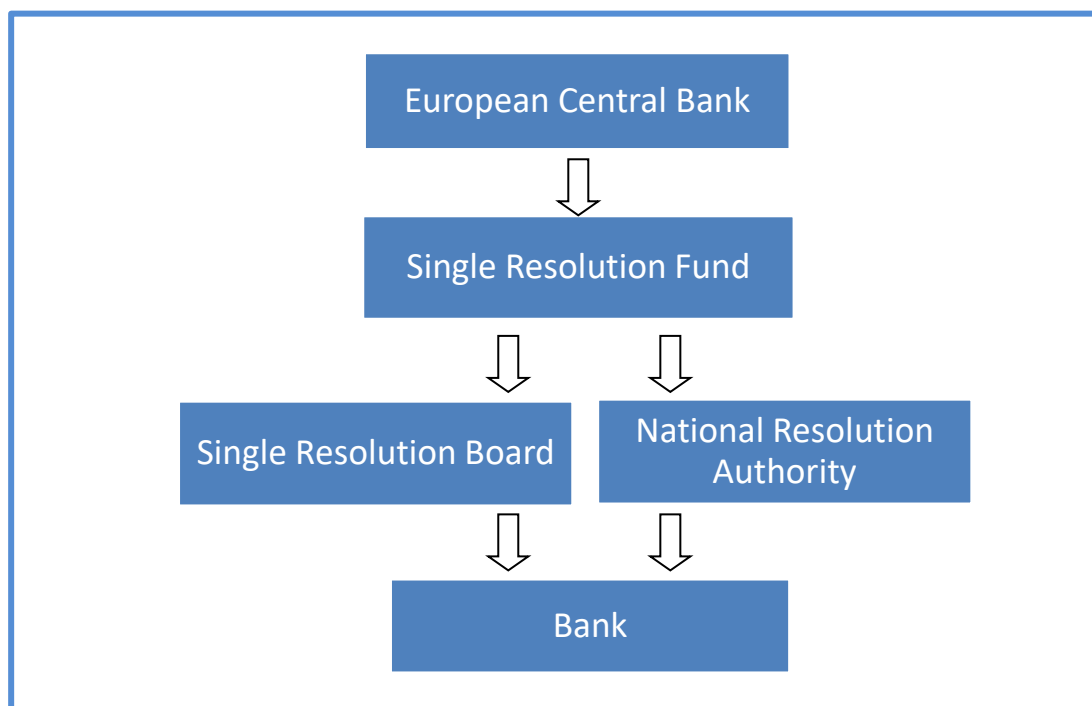 European Central Bank
Single Resolution Fund
Single Resolution Board
National Resolution
Authority
Bank